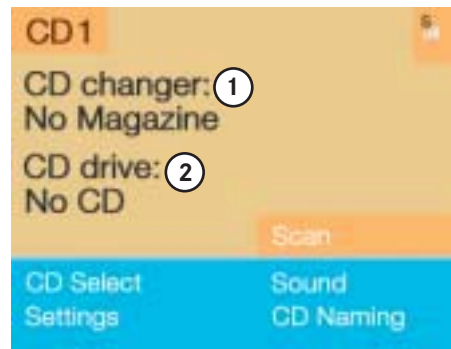 CD1
CD changer: 1
No Magazine
CD drive: 2
No CD
Scan
CD Select Sound
Settings CD Naming